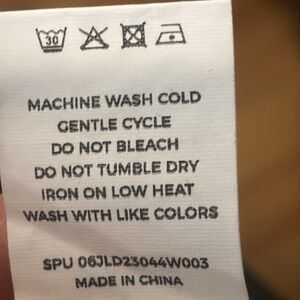 30
MACHINE WASH COLD
GENTLE CYCLE
DO NOT BLEACH
DO NOT TUMBLE DRY
IRON ON LOW HEAT
WASH WITH LIKE COLORS
SPU 06JLD23044W003
MADE IN CHINA